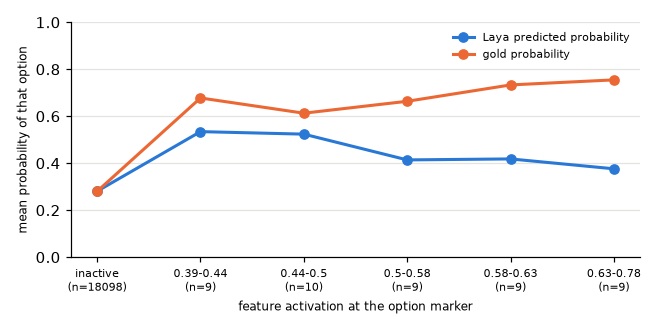 mean probability of that option
1.0
0.8
0.6
0.4
0.2
0.0
Laya predicted probability
gold probability
inactive
(n=18098)
0.39-0.44
(n=9)
0.44-0.5
(n=10)
0.5-0.58
(n=9)
0.58-0.63
(n=9)
0.63-0.78
(n=9)
feature activation at the option marker